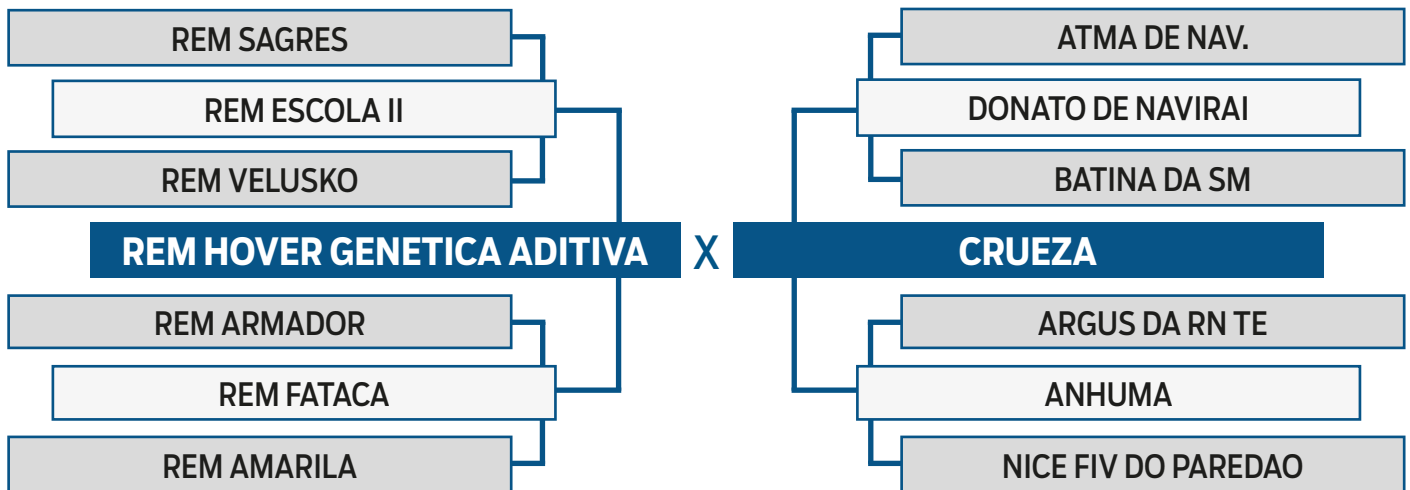 REM SAGRES
REM ESCOLA II
REM VELUSKO
REM HOVER GENETICA ADITIVA
REM ARMADOR
REM FATACA
REM AMARILA
X
ATMA DE NAV.
DONATO DE NAVIRAI
BATINA DA SM
CRUEZA
ARGUS DA RN TE
ANHUMA
NICE FIV DO PAREDAO